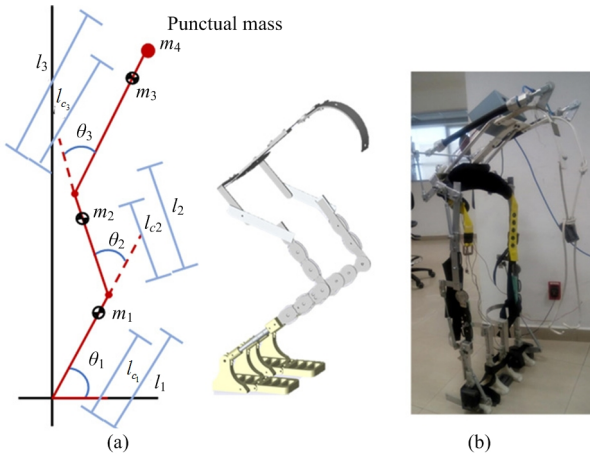 Punctual mass
m4
l3
lc3
m3
θ3
m2
l2
θ2
lc2
m1
θ1
lc1
l1
(a)
(b)